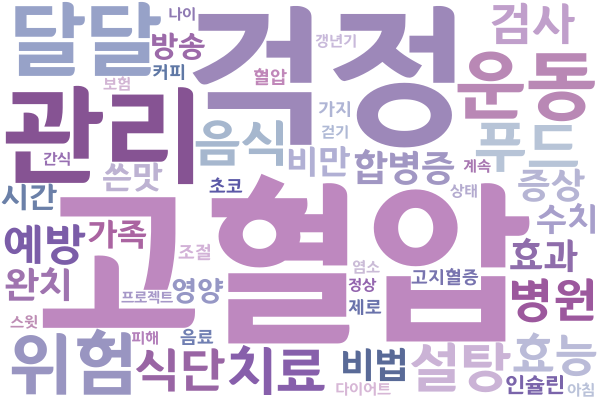 달달
나이
방송
커피
걱정
갱년기
검사
보험
혈압
운동
관리
음식
가지
걷기
푸드
간식
쓴맛
비만
합병증
계속
증상
시간
초코
상태
수치
예방
가족
고혈압
조절
효과
완치
염소
고지혈증
프로젝트
영양
정상
병원
제로
스윗
피해
음료
위험
식단
치료
비법
설탕
효능
다이어트
인슐린
아침